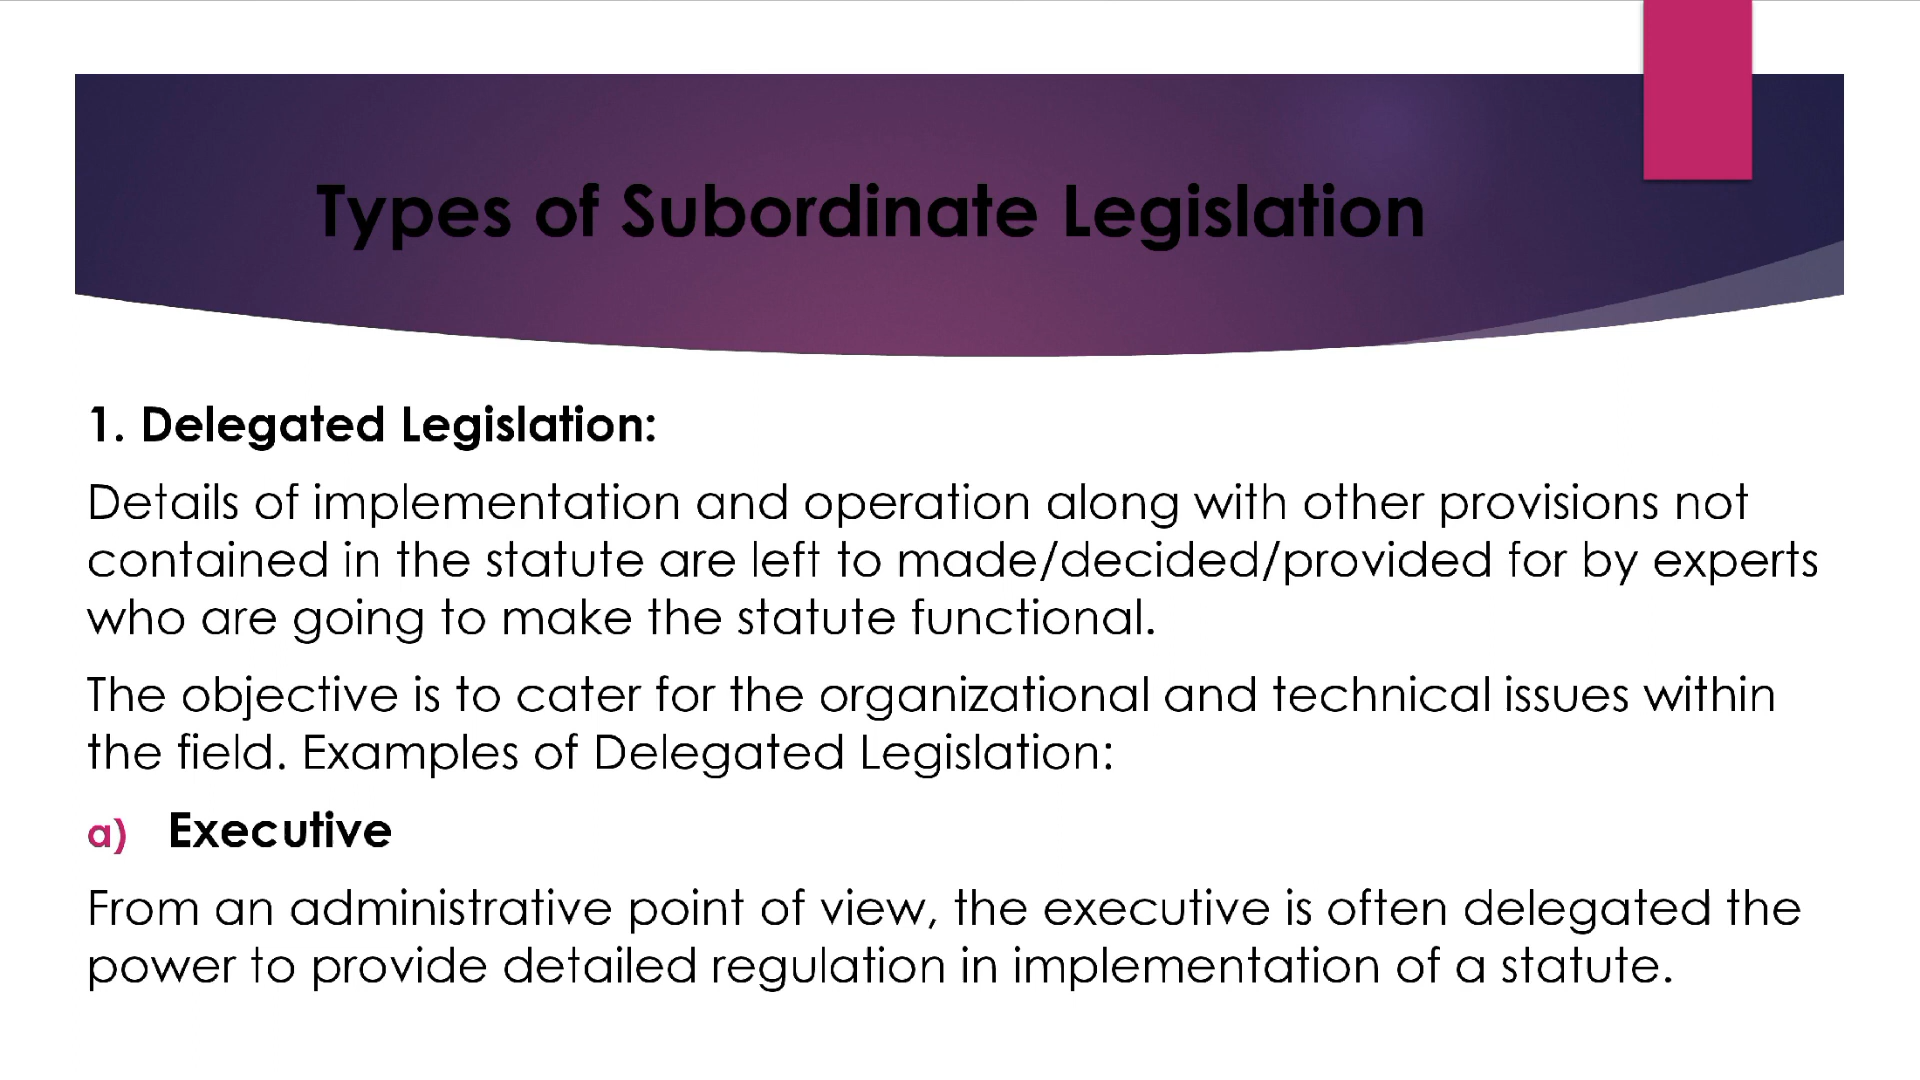 Types of Subordinate Legislation
1. Delegated Legislation:
Details of implementation and operation along with other provisions not
contained in the statute are left to made/decided/provided for by experts
who are going to make the statute functional.
The objective is to cater for the organizational and technical issues within
the field. Examples of Delegated Legislation:
a) Executive
From an administrative point of view, the executive is often delegated the
power to provide detailed regulation in implementation of a statute.